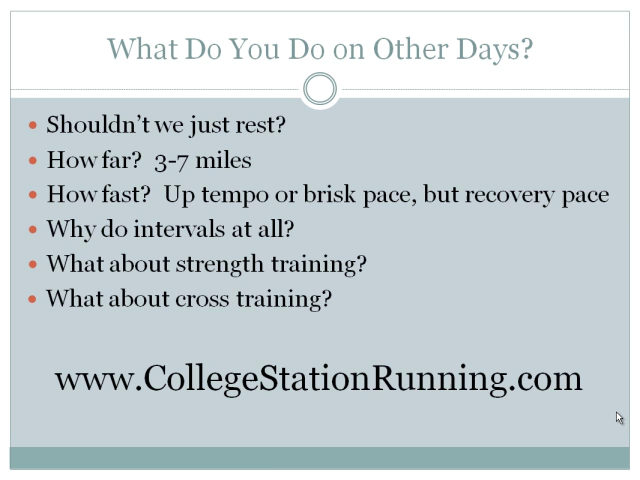 What Do You Do on Other Days?
Shouldn't we just rest?
How far?  3-7 miles
How fast?  Up tempo or brisk pace, but recovery pace
Why do intervals at all?
What about strength training?
What about cross training?
www.CollegeStationRunning.com